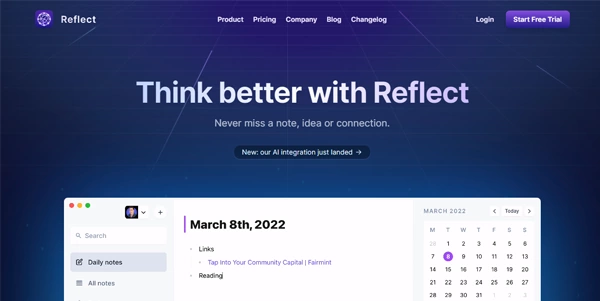 Reflect
Product Pricing Company Blog Changelog
Login
Start Free Trial
Think better with Reflect
Never miss a note, idea or connection.
New: our AI integration just landed →
Search
Daily notes
All notes
March 8th, 2022
Links
Tap Into Your Community Capital | Fairmint
Reading
MARCH 2022
Today
M T W T F S S
28 1 2 3 4 5 6
7 8 9 10 11 12 13
14 15 16 17 18 19 20
21 22 23 24 25 26 27
28 29 30 31 1 2 3